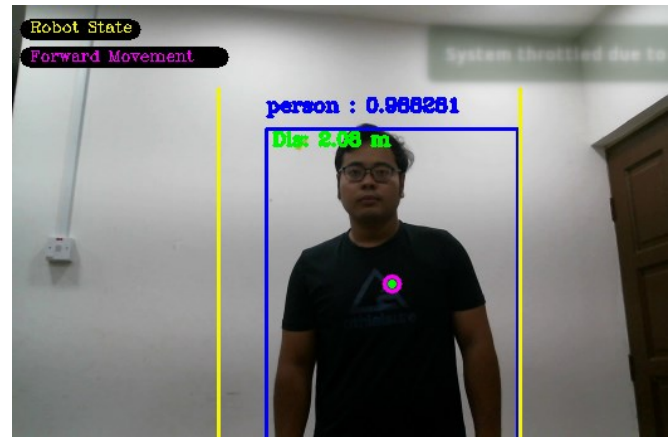 Robot State
Forward Movement
System throttled due to
person : 0.988281
Dis: 2.08 m